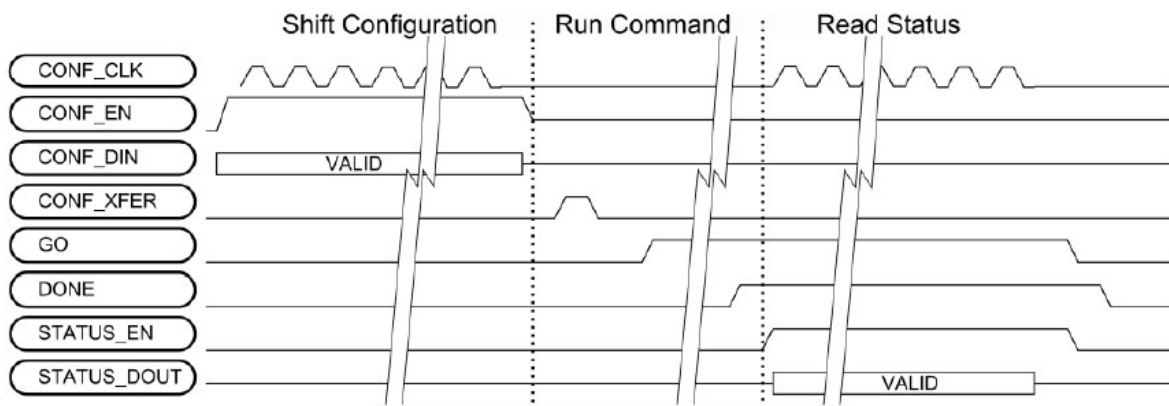 Shift Configuration Run Command Read Status
CONF_CLK
CONF_EN
CONF_DIN VALID
CONF_XFER
GO
DONE
STATUS_EN
STATUS_DOUT VALID